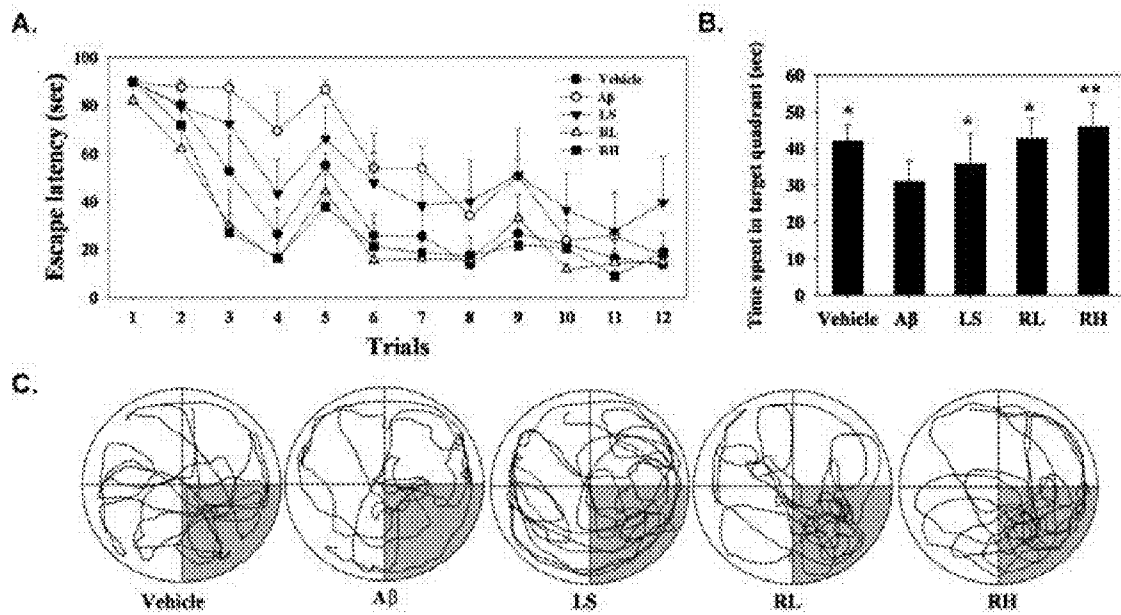 A.
Escape latency (sec)
100
80
60
40
20
0
Vehicle
Aβ
LS
RL
RH
1 2 3 4 5 6 7 8 9 10 11 12
Trials
B.
Time spent in target quadrant (sec)
60
50
40
30
20
10
0
* * * **
Vehicle Aβ LS RL RH
C.
Vehicle Aβ LS RL RH